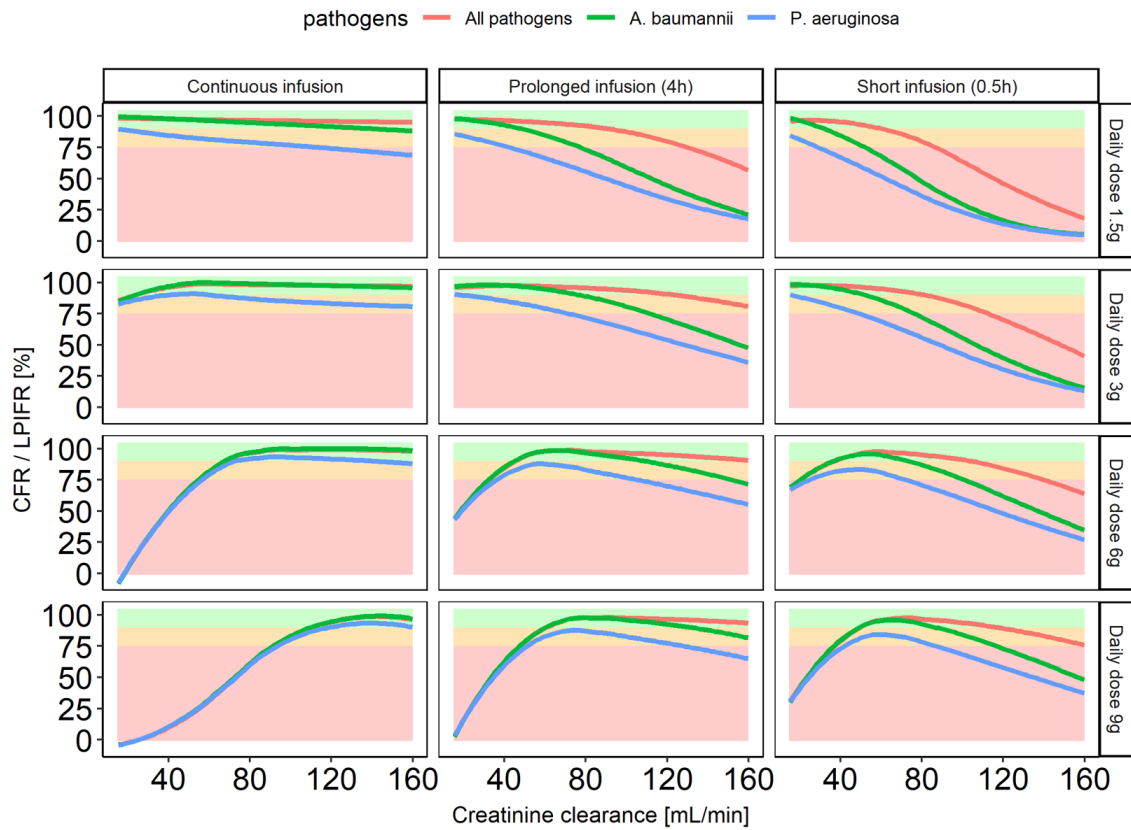 pathogens All pathogens A. baumannii P. aeruginosa
Continuous infusion Prolonged infusion (4h) Short infusion (0.5h)
100
75
50
25
0
Daily dose 1.5g
100
75
50
25
0
Daily dose 3g
CFR / LPIFR [%]
100
75
50
25
0
Daily dose 6g
100
75
50
25
0
Daily dose 9g
40 80 120 160 40 80 120 160 40 80 120 160
Creatinine clearance [mL/min]